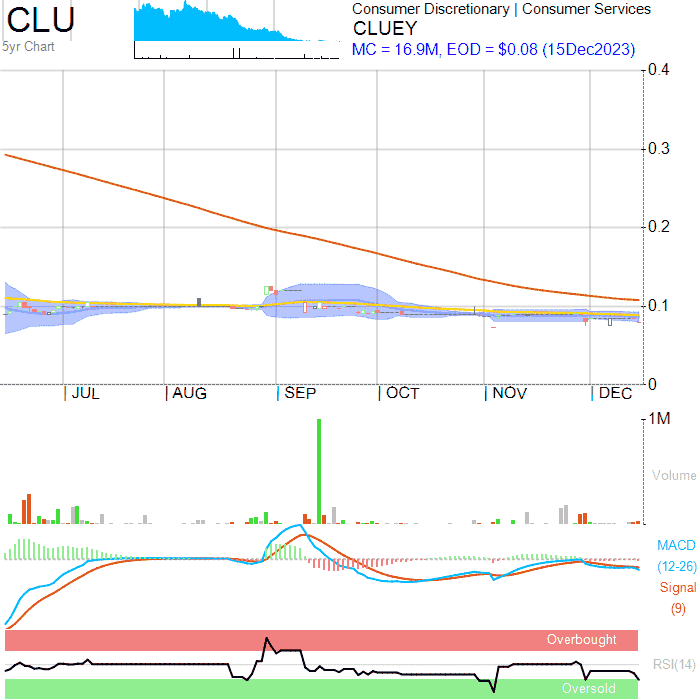 CLU
5yr Chart
Consumer Discretionary | Consumer Services
CLUEY
MC = 16.9M, EOD = $0.08 (15Dec2023)
0.4
0.3
0.2
0.1
0
JUL
AUG
SEP
OCT
NOV
DEC
1M
Volume
MACD
(12-26)
Signal
(9)
Overbought
RSI(14)
Oversold